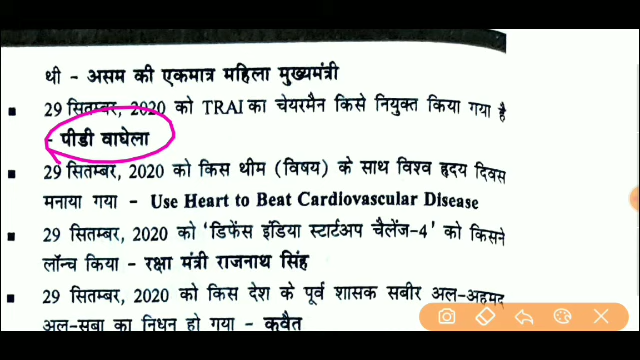 थी - असम की एकमात्र महिला मुख्यमंत्री
▪ 29 सितम्बर, 2020 को TRAI का चेयरमैन किसे नियुक्त किया गया है
- पीडी वाघेला
▪ 29 सितम्बर, 2020 को किस थीम (विषय) के साथ विश्व हृदय दिवस
मनाया गया - Use Heart to Beat Cardiovascular Disease
▪ 29 सितम्बर, 2020 को 'डिफेंस इंडिया स्टार्टअप चैलेंज-4' को किसने
लॉन्च किया - रक्षा मंत्री राजनाथ सिंह
▪ 29 सितम्बर, 2020 को किस देश के पूर्व शासक सबीर अल-अहमद
अल-सबा का निधन हो गया - कुवैत